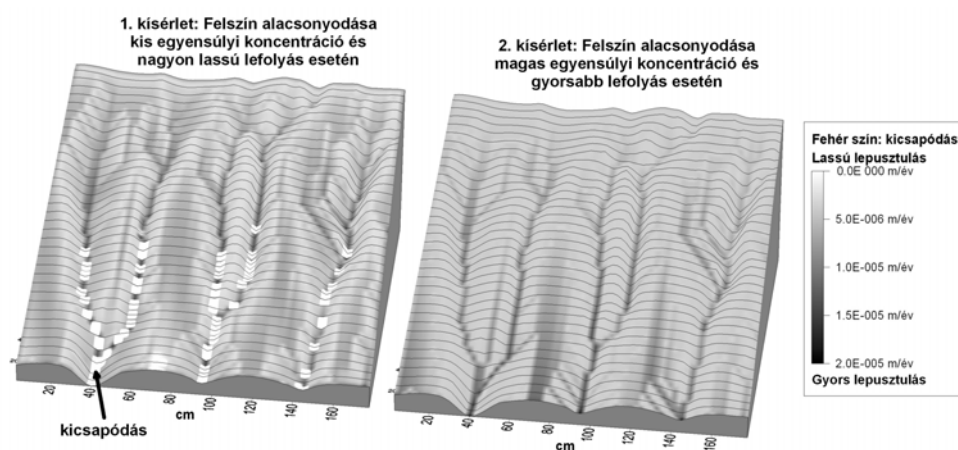 1. kísérlet: Felszín alacsonyodása
kis egyensúlyi koncentráció és
nagyon lassú lefolyás esetén
2. kísérlet: Felszín alacsonyodása
magas egyensúlyi koncentráció és
gyorsabb lefolyás esetén
Fehér szín: kicsapódás
Lassú lepusztulás
0.0E 000 m/év
5.0E-006 m/év
1.0E-005 m/év
1.5E-005 m/év
2.0E-005 m/év
Gyors lepusztulás
20 40 60 80 100 120 140 160
cm
kicsapódás
20 40 60 80 100 120 140 160
cm